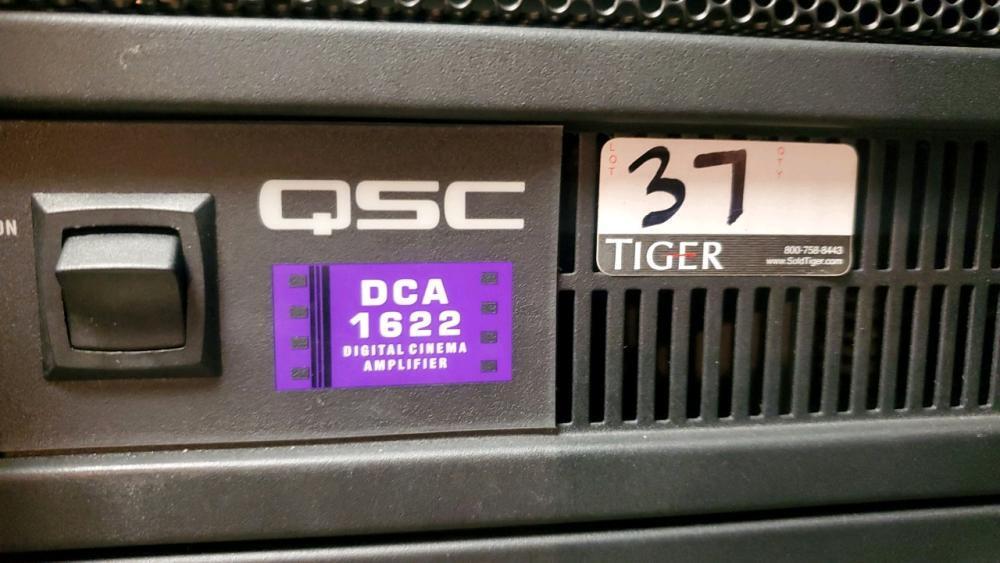 ON
QSC
DCA
1622
DIGITAL CINEMA
AMPLIFIER
LOT
37
QTY
TIGER
800-758-8443
www.SoldTiger.com